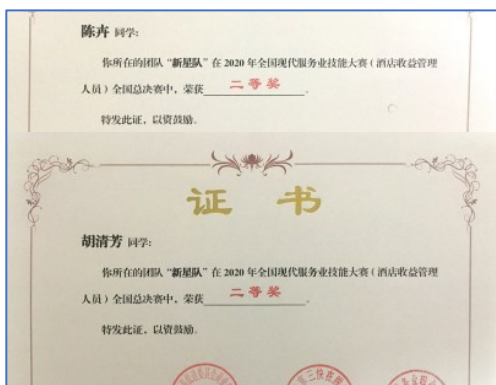 陈卉 同学:
你所在的团队“新星队”在 2020 年全国现代服务业技能大赛（酒店收益管理
人员）全国总决赛中，荣获二等奖。
特发此证，以资鼓励。
证 书
胡清芳 同学:
你所在的团队“新星队”在 2020 年全国现代服务业技能大赛（酒店收益管理
人员）全国总决赛中，荣获二等奖。
特发此证，以资鼓励。